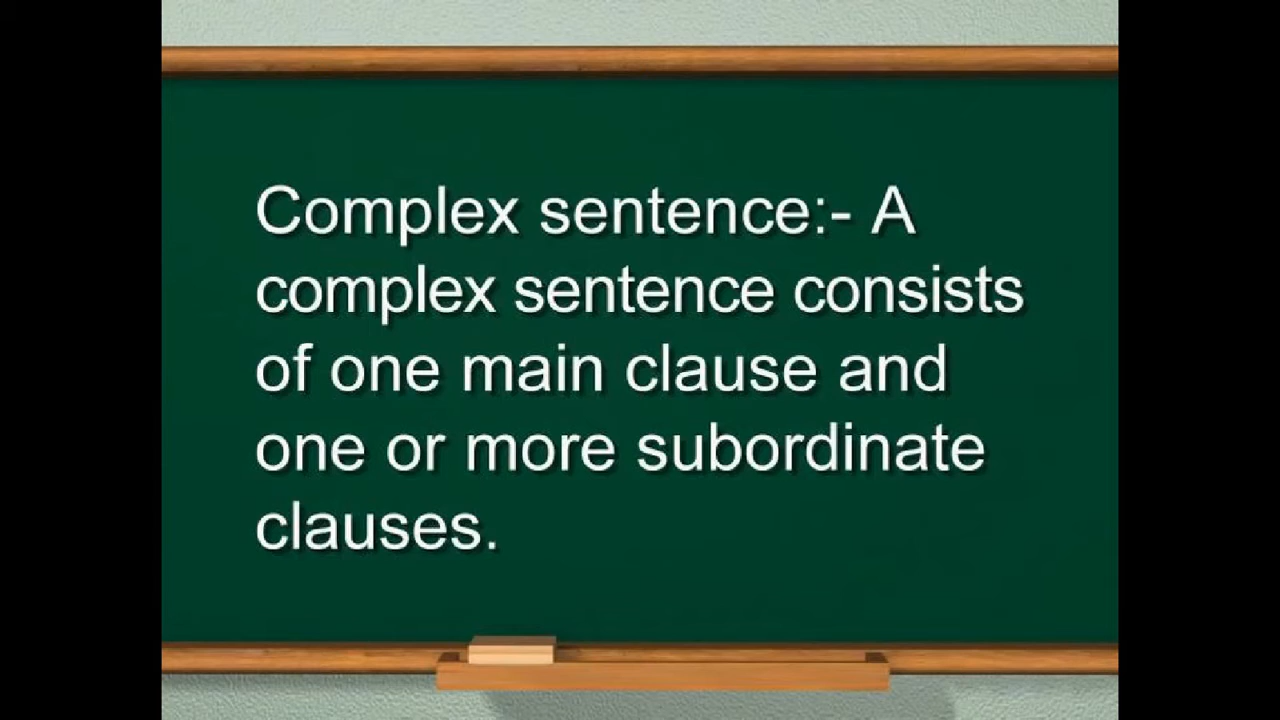 Complex sentence:- A
complex sentence consists
of one main clause and
one or more subordinate
clauses.